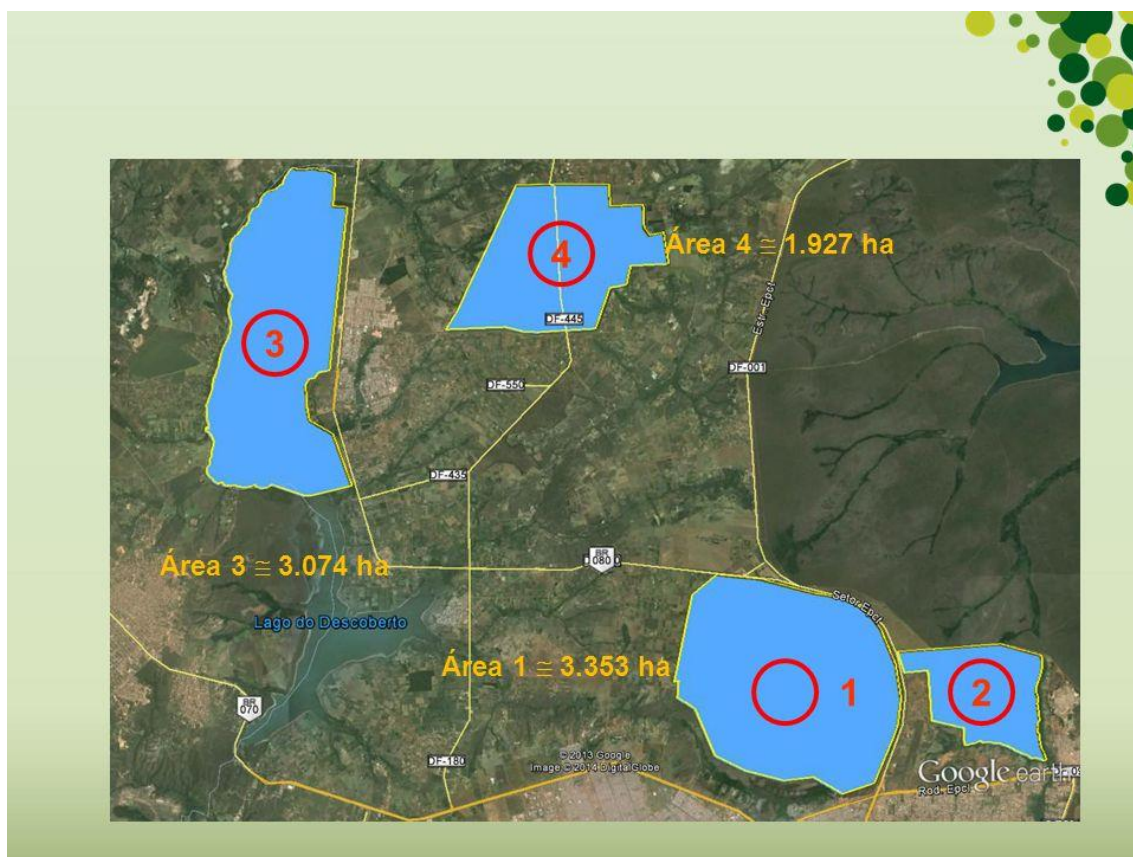 4
Área 4 ≅ 1.927 ha
Estr. Epct
DF-445
3
DF-001
DF-550
DF-435
BR
080
Área 3 ≅ 3.074 ha
Setor Epct
Lago do Descoberto
Área 1 ≅ 3.353 ha
1
2
BR
070
© 2013 Google
Image © 2014 DigitalGlobe
DF-180
Google earth
Rod. Epct